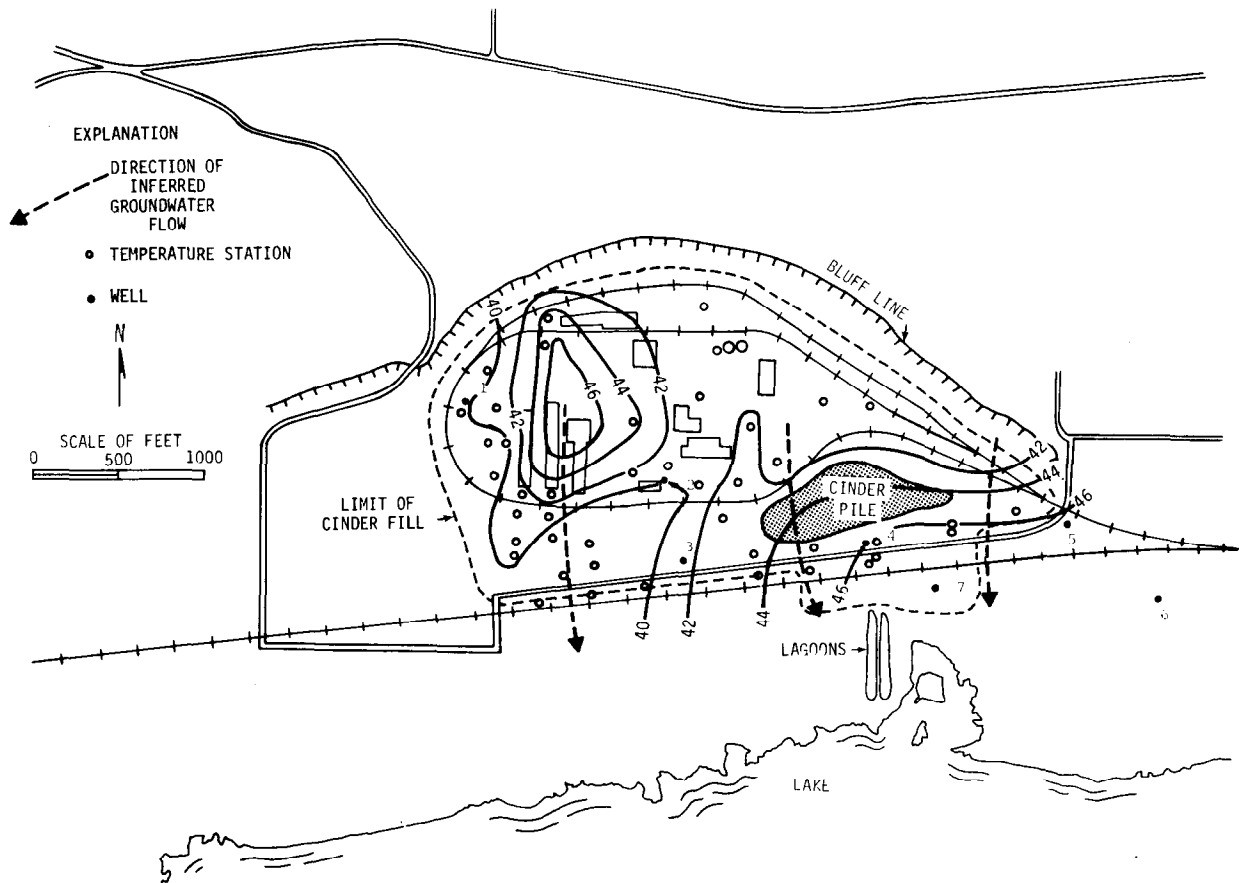 EXPLANATION
DIRECTION OF
INFERRED
GROUNDWATER
FLOW
TEMPERATURE STATION
WELL
N
SCALE OF FEET
0 500 1000
BLUFF LINE
LIMIT OF
CINDER FILL
CINDER
PILE
LAGOONS
LAKE
40
42
46
44
42
42
44
46
40
42
44
46
1
3
4
5
6
7